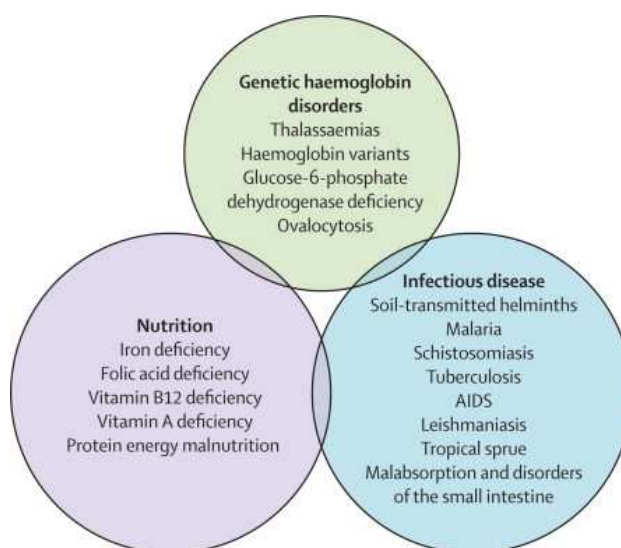 Genetic haemoglobin
disorders
Thalassaemias
Haemoglobin variants
Glucose-6-phosphate
dehydrogenase deficiency
Ovalocytosis
Nutrition
Iron deficiency
Folic acid deficiency
Vitamin B12 deficiency
Vitamin A deficiency
Protein energy malnutrition
Infectious disease
Soil-transmitted helminths
Malaria
Schistosomiasis
Tuberculosis
AIDS
Leishmaniasis
Tropical sprue
Malabsorption and disorders
of the small intestine